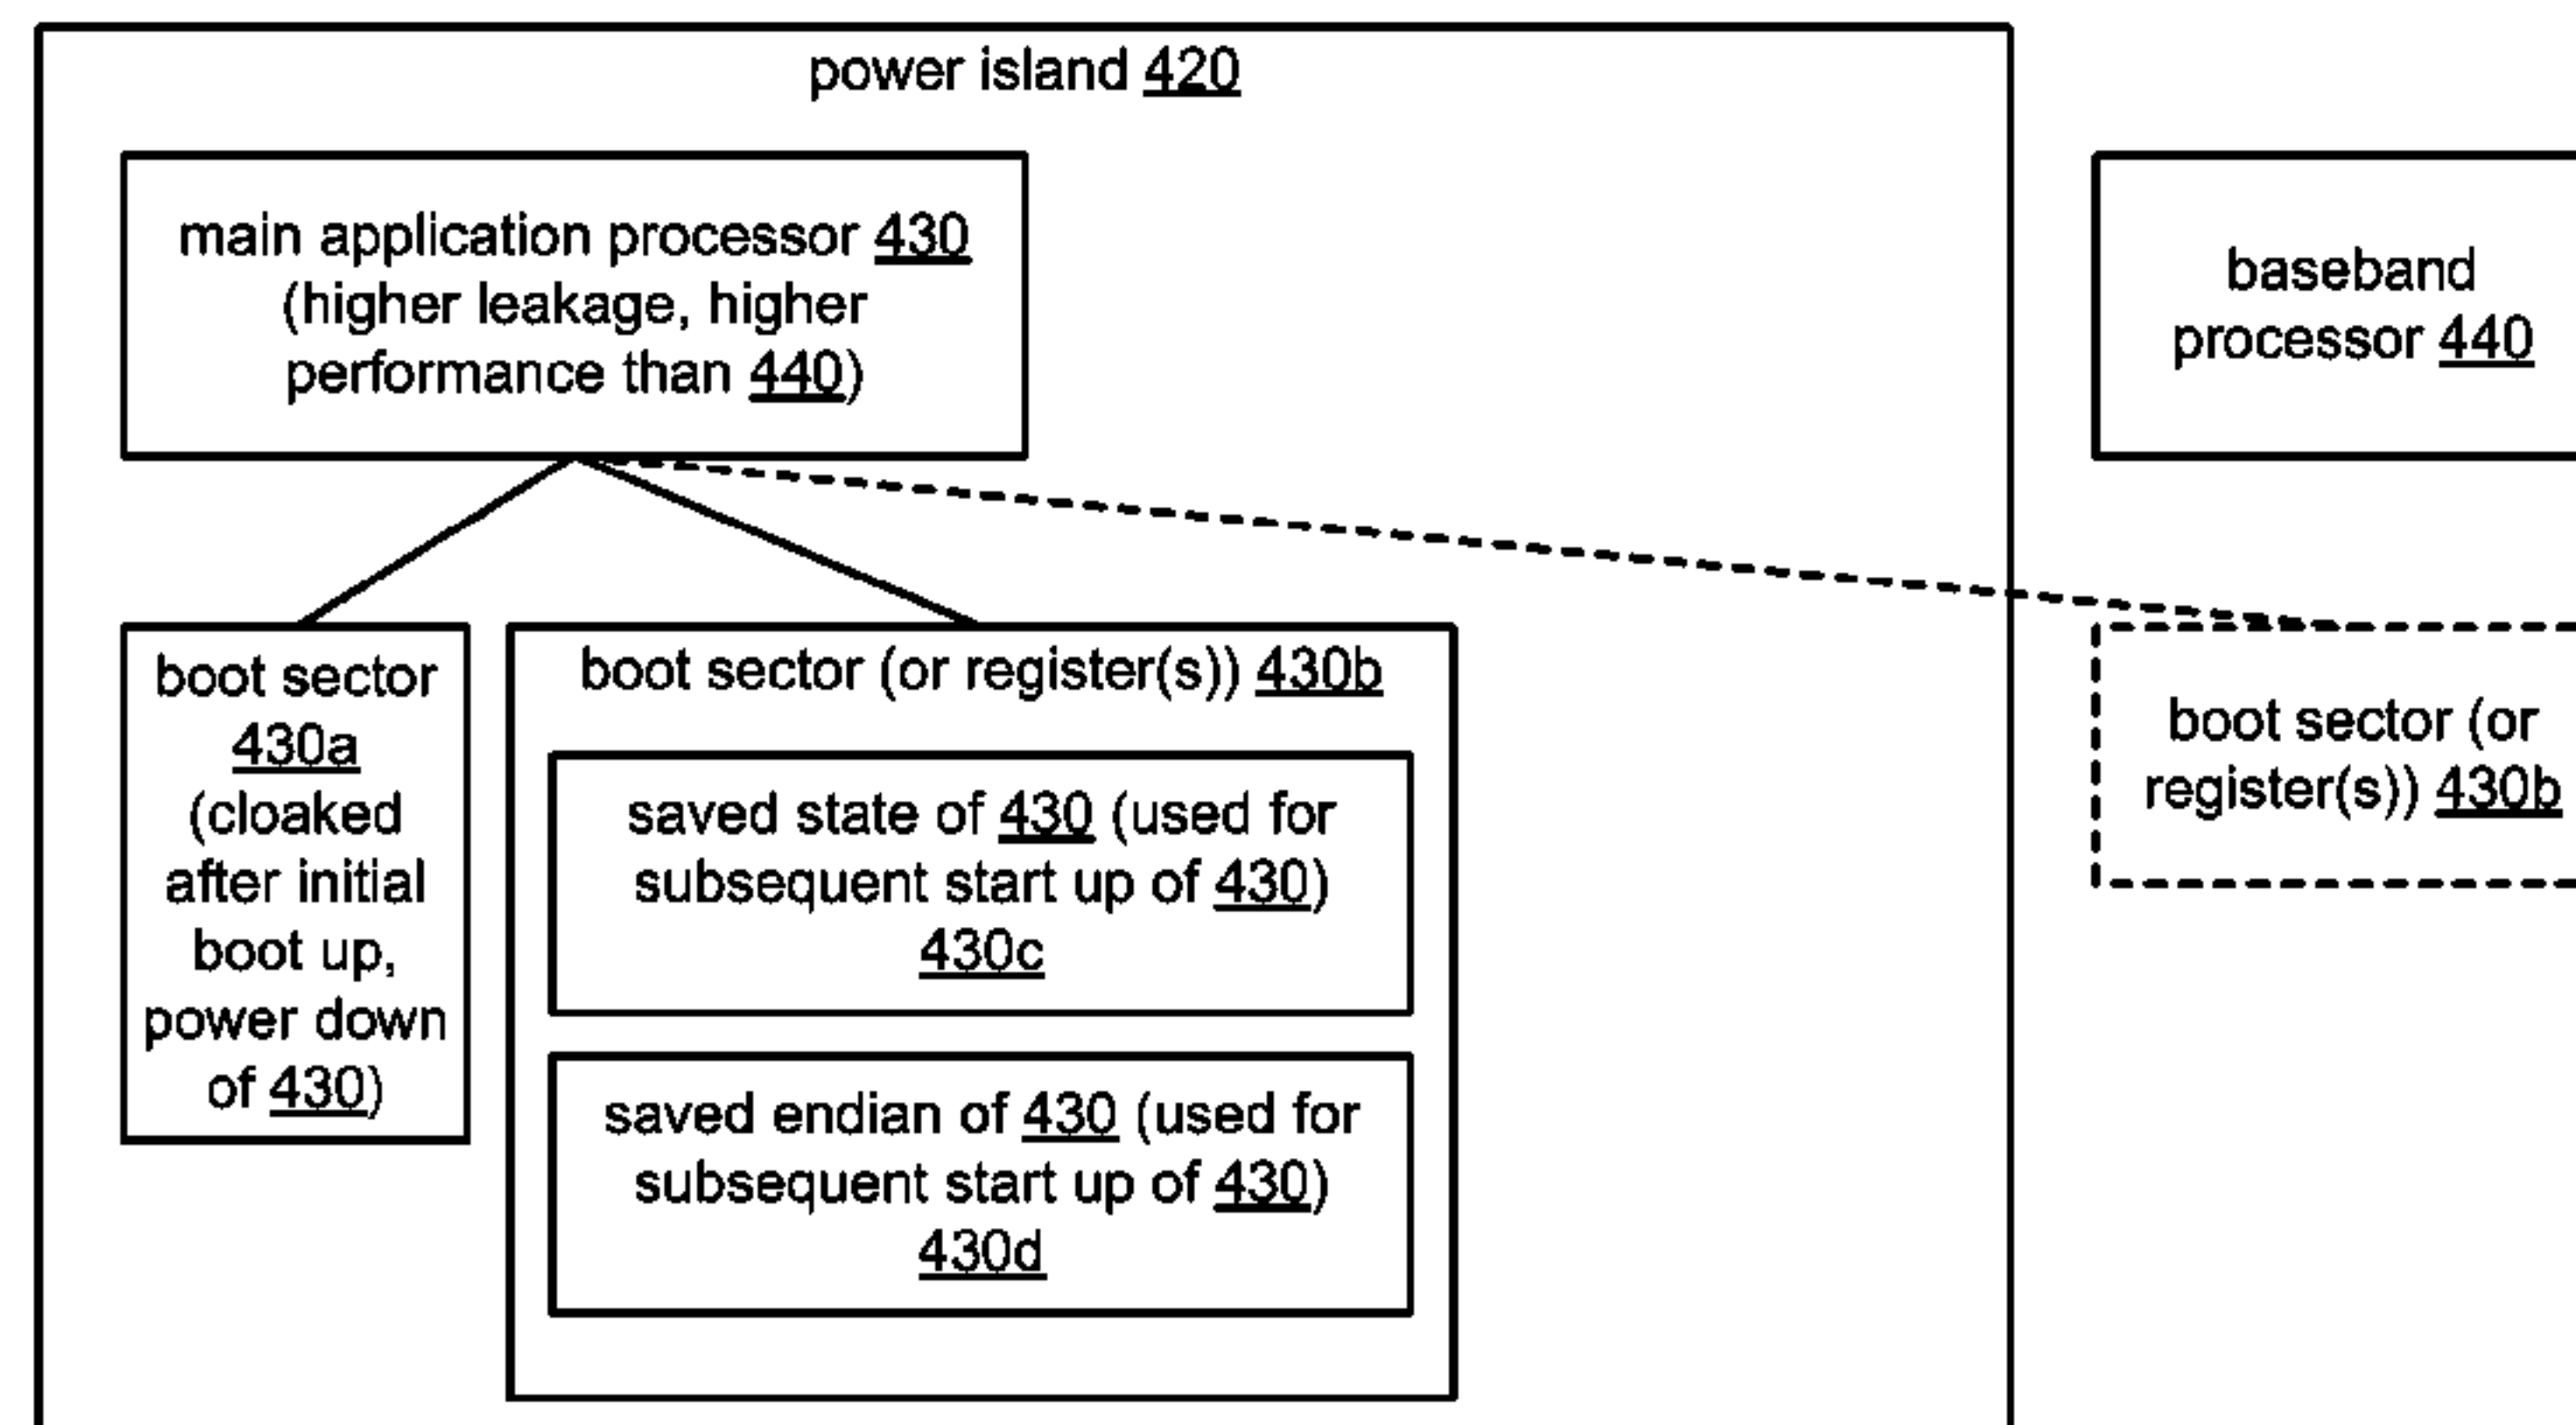 power island 420
main application processor 430
(higher leakage, higher
performance than 440)
baseband
processor 440
boot sector
430a
(cloaked
after initial
boot up,
power down
of 430)
boot sector (or register(s)) 430b
saved state of 430 (used for
subsequent start up of 430)
430c
saved endian of 430 (used for
subsequent start up of 430)
430d
boot sector (or
register(s)) 430b